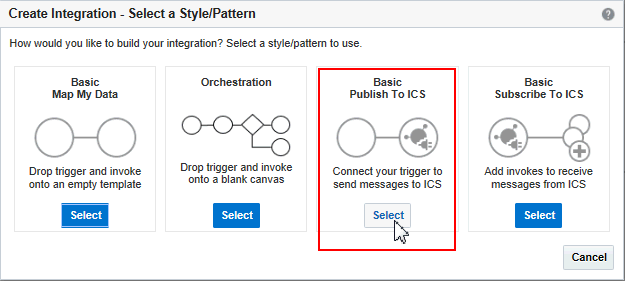 Create Integration - Select a Style/Pattern
?
How would you like to build your integration? Select a style/pattern to use.
Basic
Map My Data
Drop trigger and invoke
onto an empty template
Select
Orchestration
Drop trigger and invoke
onto a blank canvas
Select
Basic
Publish To ICS
Connect your trigger to
send messages to ICS
Select
Basic
Subscribe To ICS
Add invokes to receive
messages from ICS
Select
Cancel